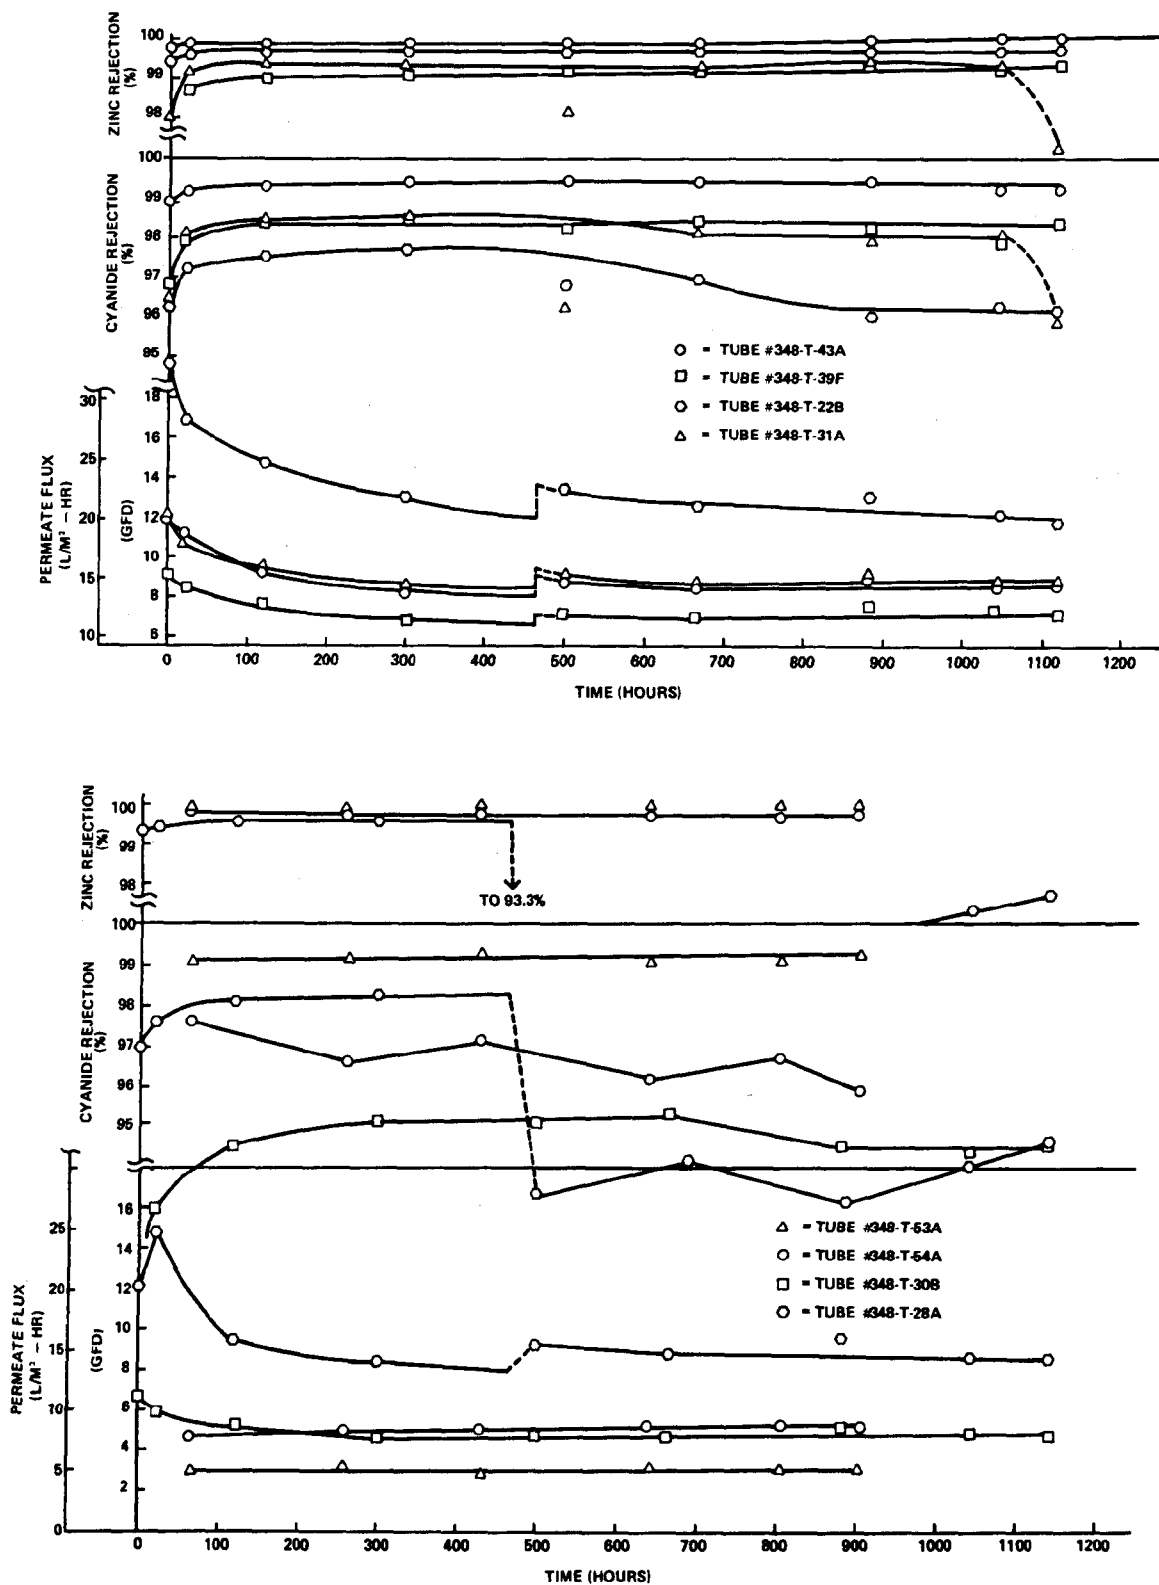 ZINC REJECTION
(%)
100
99
98
CYANIDE REJECTION
(%)
100
99
98
97
96
95
PERMEATE FLUX
(L/M² – HR)
30
25
20
15
10
(GFD)
18
16
14
12
10
8
6
○ = TUBE #348-T-43A
□ = TUBE #348-T-39F
⬡ = TUBE #348-T-22B
△ = TUBE #348-T-31A
0 100 200 300 400 500 600 700 800 900 1000 1100 1200
TIME (HOURS)
ZINC REJECTION
(%)
100
99
98
TO 93.3%
CYANIDE REJECTION
(%)
100
99
98
97
96
95
PERMEATE FLUX
(L/M² – HR)
25
20
15
10
5
0
(GFD)
16
14
12
10
8
6
4
2
△ = TUBE #348-T-53A
○ = TUBE #348-T-54A
□ = TUBE #348-T-30B
⬡ = TUBE #348-T-28A
0 100 200 300 400 500 600 700 800 900 1000 1100 1200
TIME (HOURS)